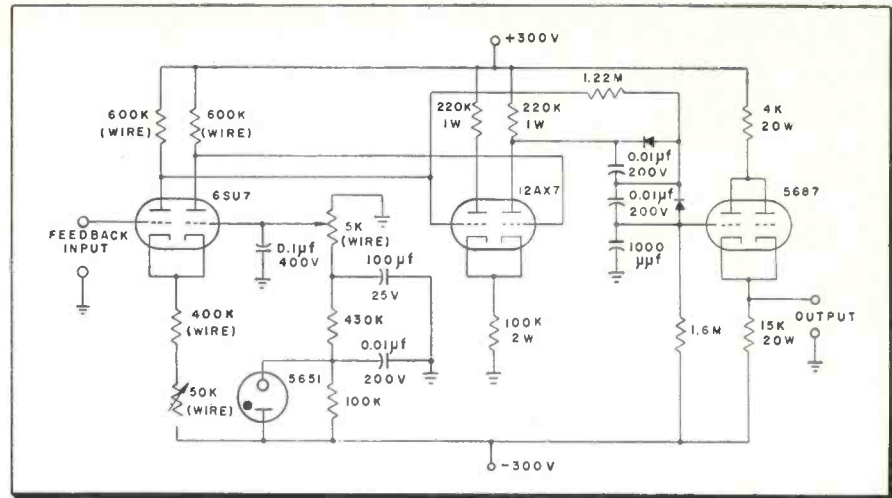 +300V
1.22M
600K
(WIRE)
600K
(WIRE)
220K
1W
220K
1W
4K
20W
0.01µf
200V
6SU7
12AX7
5687
0.01µf
200V
FEEDBACK
INPUT
5K
(WIRE)
0.1µf
400V
100µf
25V
1000
µµf
400K
(WIRE)
430K
100K
2W
OUTPUT
0.01µf
200V
1.6M
15K
20W
50K
(WIRE)
5651
100K
-300V